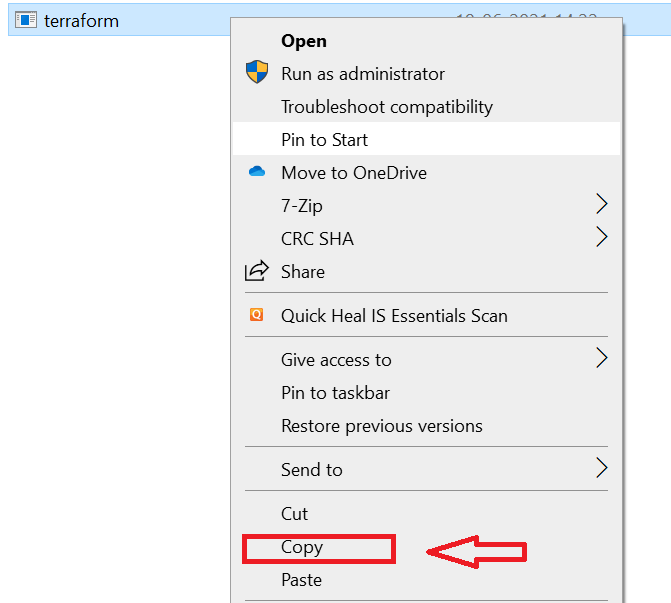 terraform
Open
Run as administrator
Troubleshoot compatibility
Pin to Start
Move to OneDrive
7-Zip
CRC SHA
Share
Quick Heal IS Essentials Scan
Give access to
Pin to taskbar
Restore previous versions
Send to
Cut
Copy
Paste